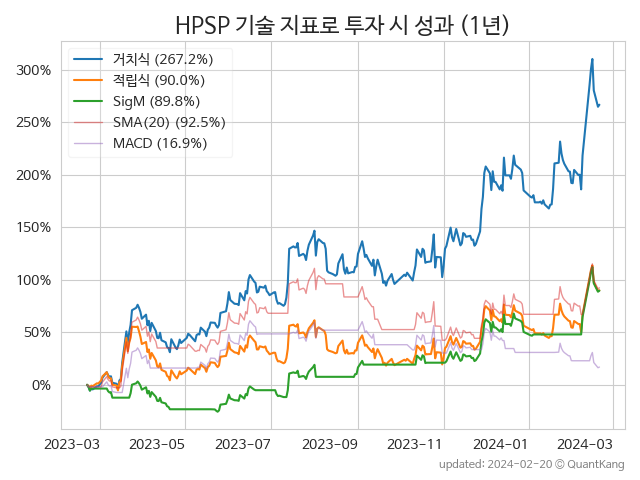 HPSP 기술 지표로 투자 시 성과 (1년)
거치식 (267.2%)
적립식 (90.0%)
SigM (89.8%)
SMA(20) (92.5%)
MACD (16.9%)
300%
250%
200%
150%
100%
50%
0%
2023-03 2023-05 2023-07 2023-09 2023-11 2024-01 2024-03
updated: 2024-02-20 © QuantKang